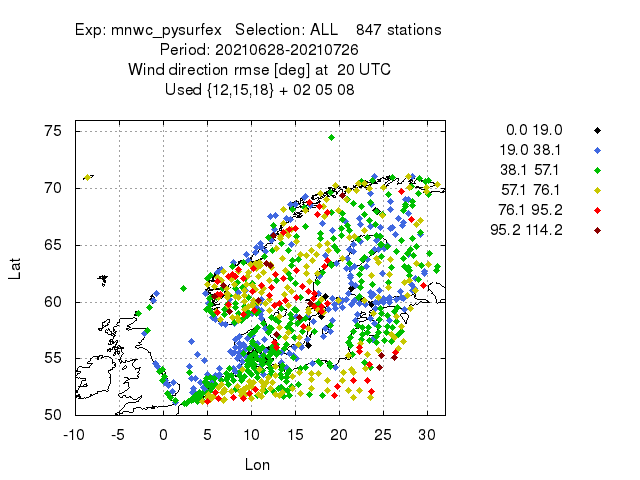 Exp: mnwc_pysurfex   Selection: ALL    847 stations
Period: 20210628-20210726
Wind direction rmse [deg] at  20 UTC
Used {12,15,18} + 02 05 08
75
70
65
60
55
50
Lat
-10 -5 0 5 10 15 20 25 30
Lon
0.0 19.0
19.0 38.1
38.1 57.1
57.1 76.1
76.1 95.2
95.2 114.2